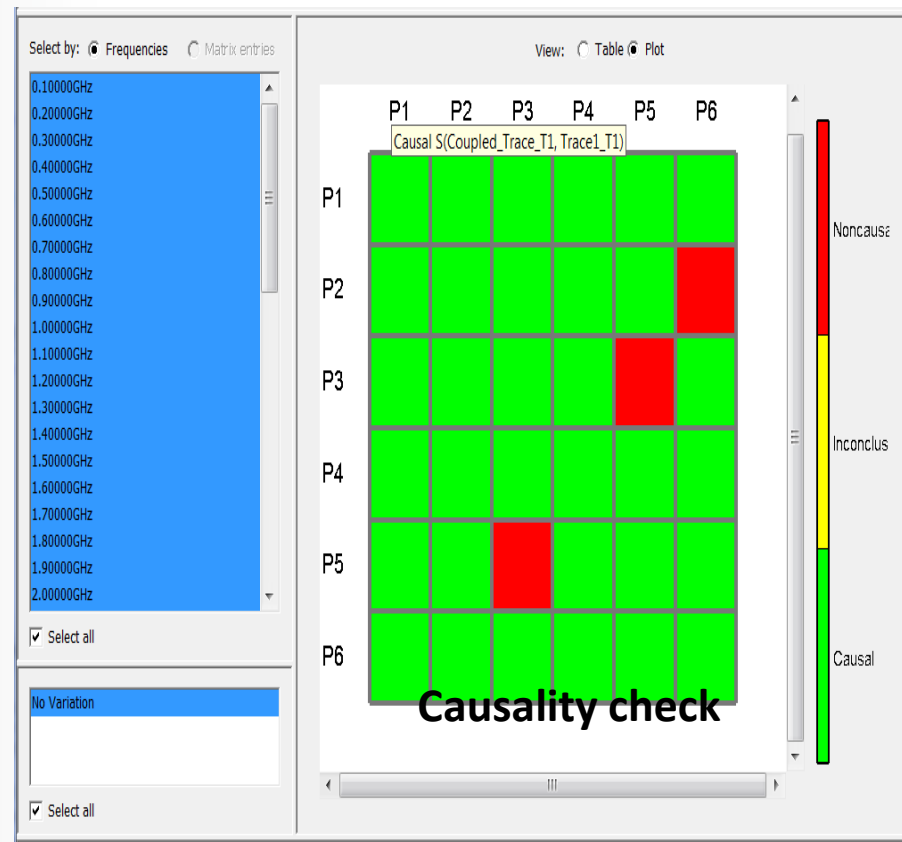 Select by: Frequencies Matrix entries
0.10000GHz
0.20000GHz
0.30000GHz
0.40000GHz
0.50000GHz
0.60000GHz
0.70000GHz
0.80000GHz
0.90000GHz
1.00000GHz
1.10000GHz
1.20000GHz
1.30000GHz
1.40000GHz
1.50000GHz
1.60000GHz
1.70000GHz
1.80000GHz
1.90000GHz
2.00000GHz
Select all
No Variation
Select all
View: Table Plot
P1 P2 P3 P4 P5 P6
Causal S(Coupled_Trace_T1, Trace1_T1)
P1
P2
P3
P4
P5
P6
Causality check
Noncausa
Inconclus
Causal